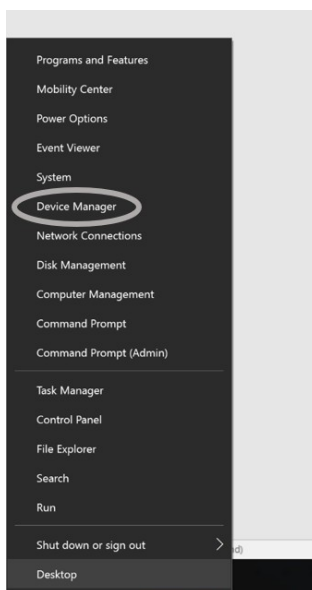 Programs and Features
Mobility Center
Power Options
Event Viewer
System
Device Manager
Network Connections
Disk Management
Computer Management
Command Prompt
Command Prompt (Admin)
Task Manager
Control Panel
File Explorer
Search
Run
Shut down or sign out
Desktop